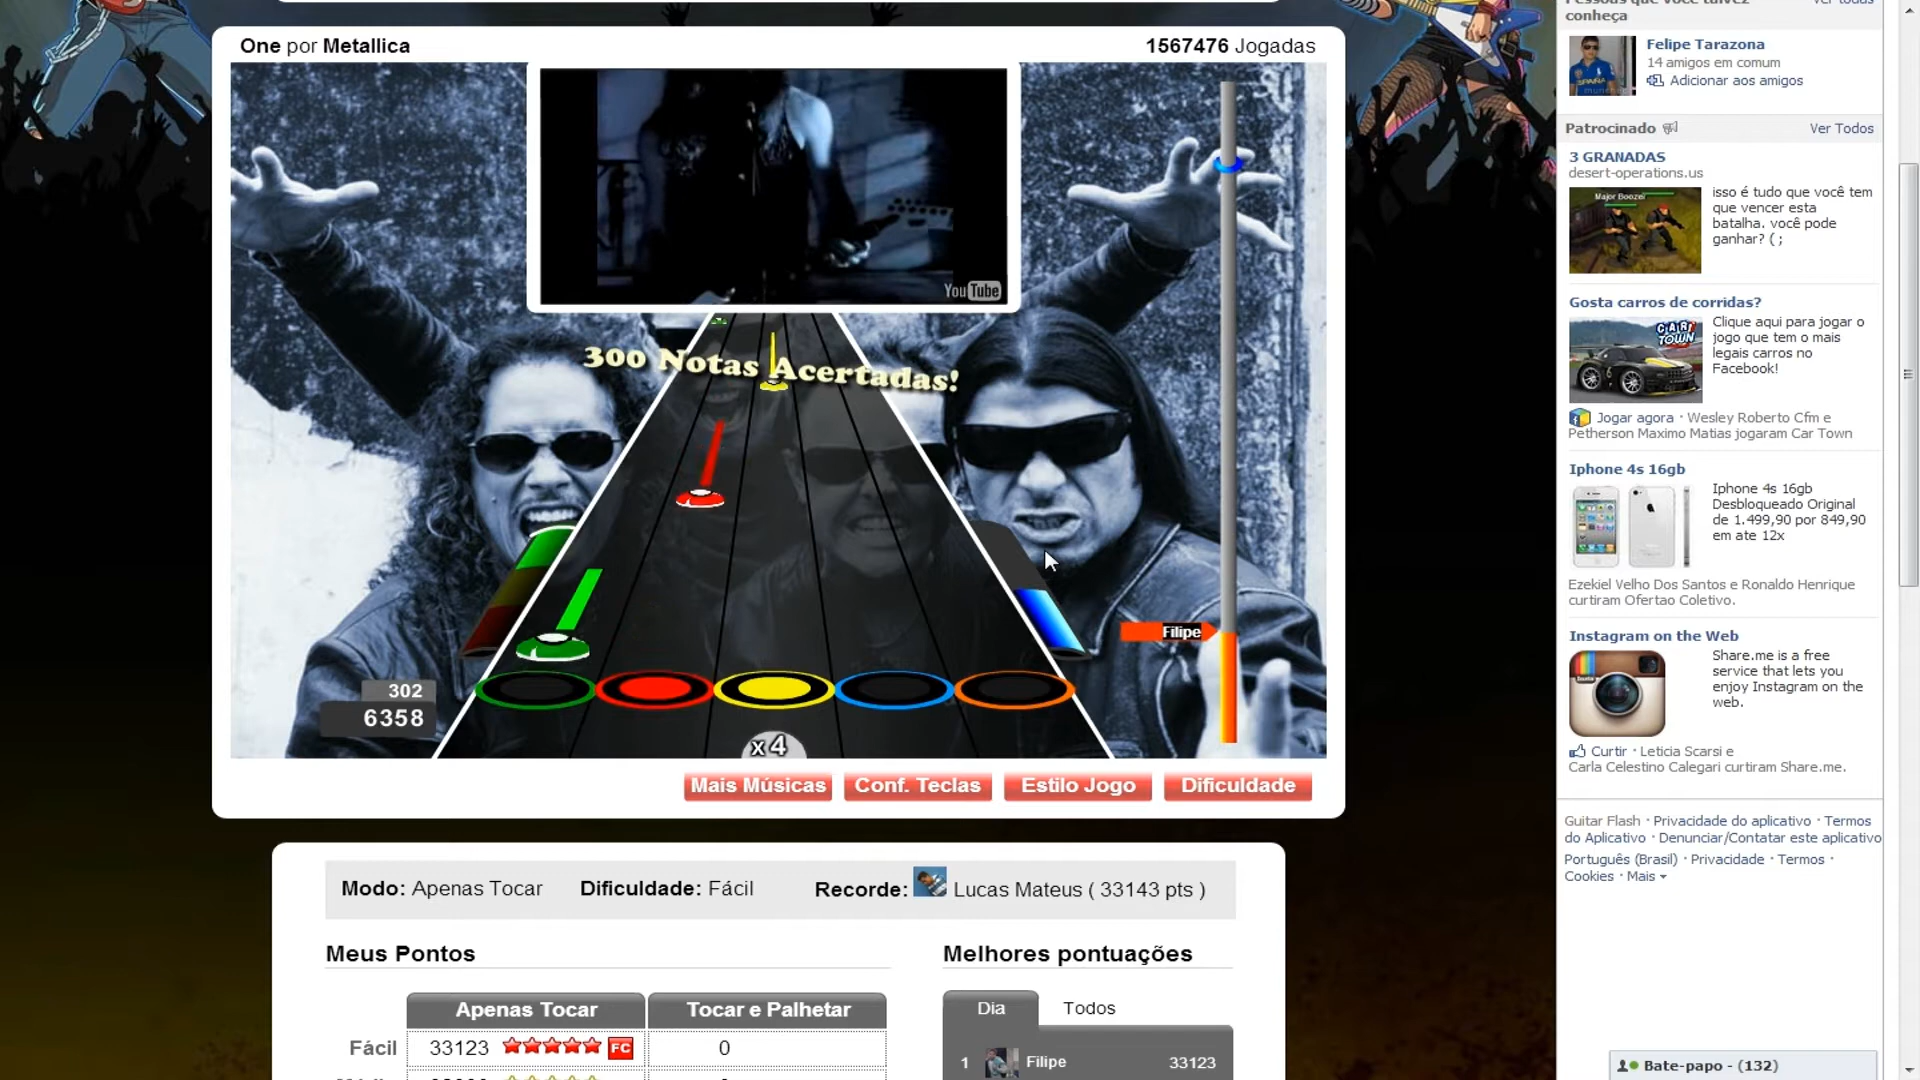 One por Metallica
1567476 Jogadas
YouTube
300 Notas Acertadas!
Filipe
302
6358
x 4
Mais Músicas
Conf. Teclas
Estilo Jogo
Dificuldade
Modo: Apenas Tocar
Dificuldade: Fácil
Recorde: Lucas Mateus ( 33143 pts )
Meus Pontos
Apenas Tocar
Tocar e Palhetar
Fácil
33123
FC
0
Melhores pontuações
Dia
Todos
1 Filipe 33123
conheça
Felipe Tarazona
14 amigos em comum
Adicionar aos amigos
Patrocinado
Ver Todos
3 GRANADAS
desert-operations.us
Major Boozer
isso é tudo que você tem
que vencer esta
batalha. você pode
ganhar? ( ;
Gosta carros de corridas?
CAR TOWN
Clique aqui para jogar o
jogo que tem o mais
legais carros no
Facebook!
Jogar agora · Wesley Roberto Cfm e
Petherson Maximo Matias jogaram Car Town
Iphone 4s 16gb
Iphone 4s 16gb
Desbloqueado Original
de 1.499,90 por 849,90
em ate 12x
Ezekiel Velho Dos Santos e Ronaldo Henrique
curtiram Ofertao Coletivo.
Instagram on the Web
Share.me is a free
service that lets you
enjoy Instagram on the
web.
Curtir · Leticia Scarsi e
Carla Celestino Calegari curtiram Share.me.
Guitar Flash · Privacidade do aplicativo · Termos
do Aplicativo · Denunciar/Contatar este aplicativo
Português (Brasil) · Privacidade · Termos ·
Cookies · Mais
Bate-papo - (132)